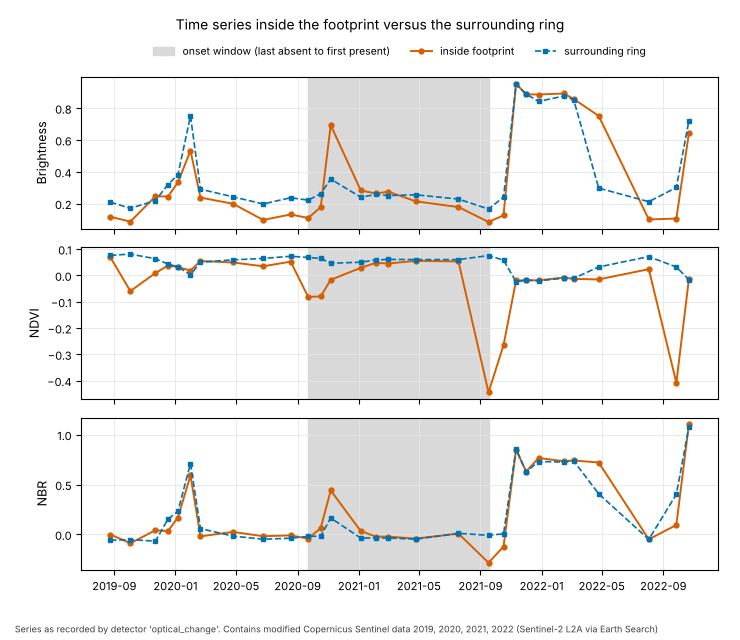 Time series inside the footprint versus the surrounding ring
onset window (last absent to first present) inside footprint surrounding ring
Brightness
0.8
0.6
0.4
0.2
NDVI
0.1
0.0
−0.1
−0.2
−0.3
−0.4
NBR
1.0
0.5
0.0
2019-09 2020-01 2020-05 2020-09 2021-01 2021-05 2021-09 2022-01 2022-05 2022-09
Series as recorded by detector 'optical_change'. Contains modified Copernicus Sentinel data 2019, 2020, 2021, 2022 (Sentinel-2 L2A via Earth Search)